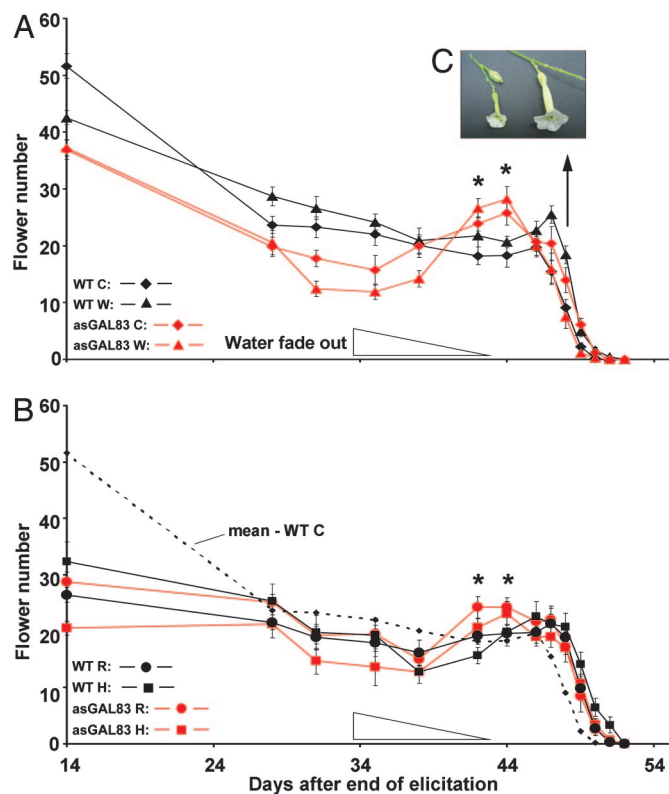 A
60
50
40
30
20
10
0
Flower number
C
* *
WT C:
WT W:
asGAL83 C:
asGAL83 W:
Water fade out
B
60
50
40
30
20
10
0
Flower number
mean - WT C
* *
WT R:
WT H:
asGAL83 R:
asGAL83 H:
14 24 34 44 54
Days after end of elicitation